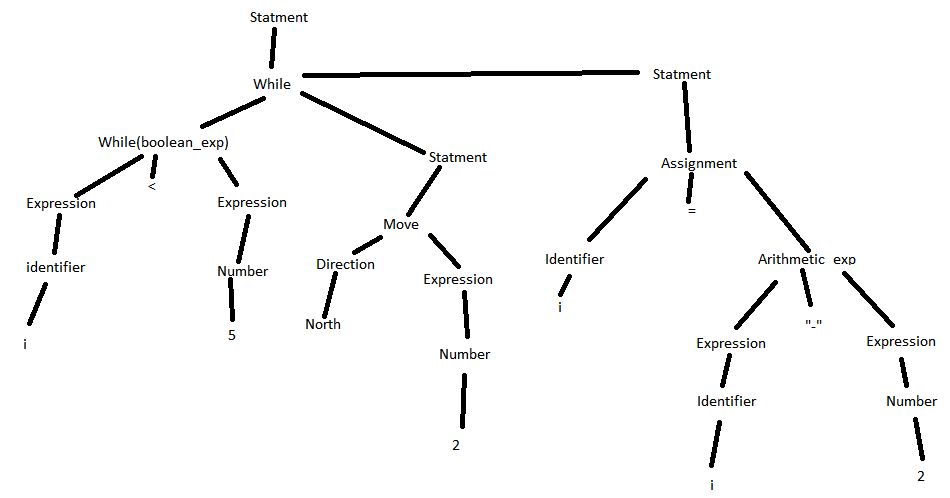 Statment
While
Statment
While(boolean_exp)
Statment
Assignment
<
Expression
Expression
=
Move
identifier
Number
Direction
Expression
Identifier
Arithmetic_exp
i
5
North
i
"-"
Number
Expression
Expression
2
Identifier
Number
i
2